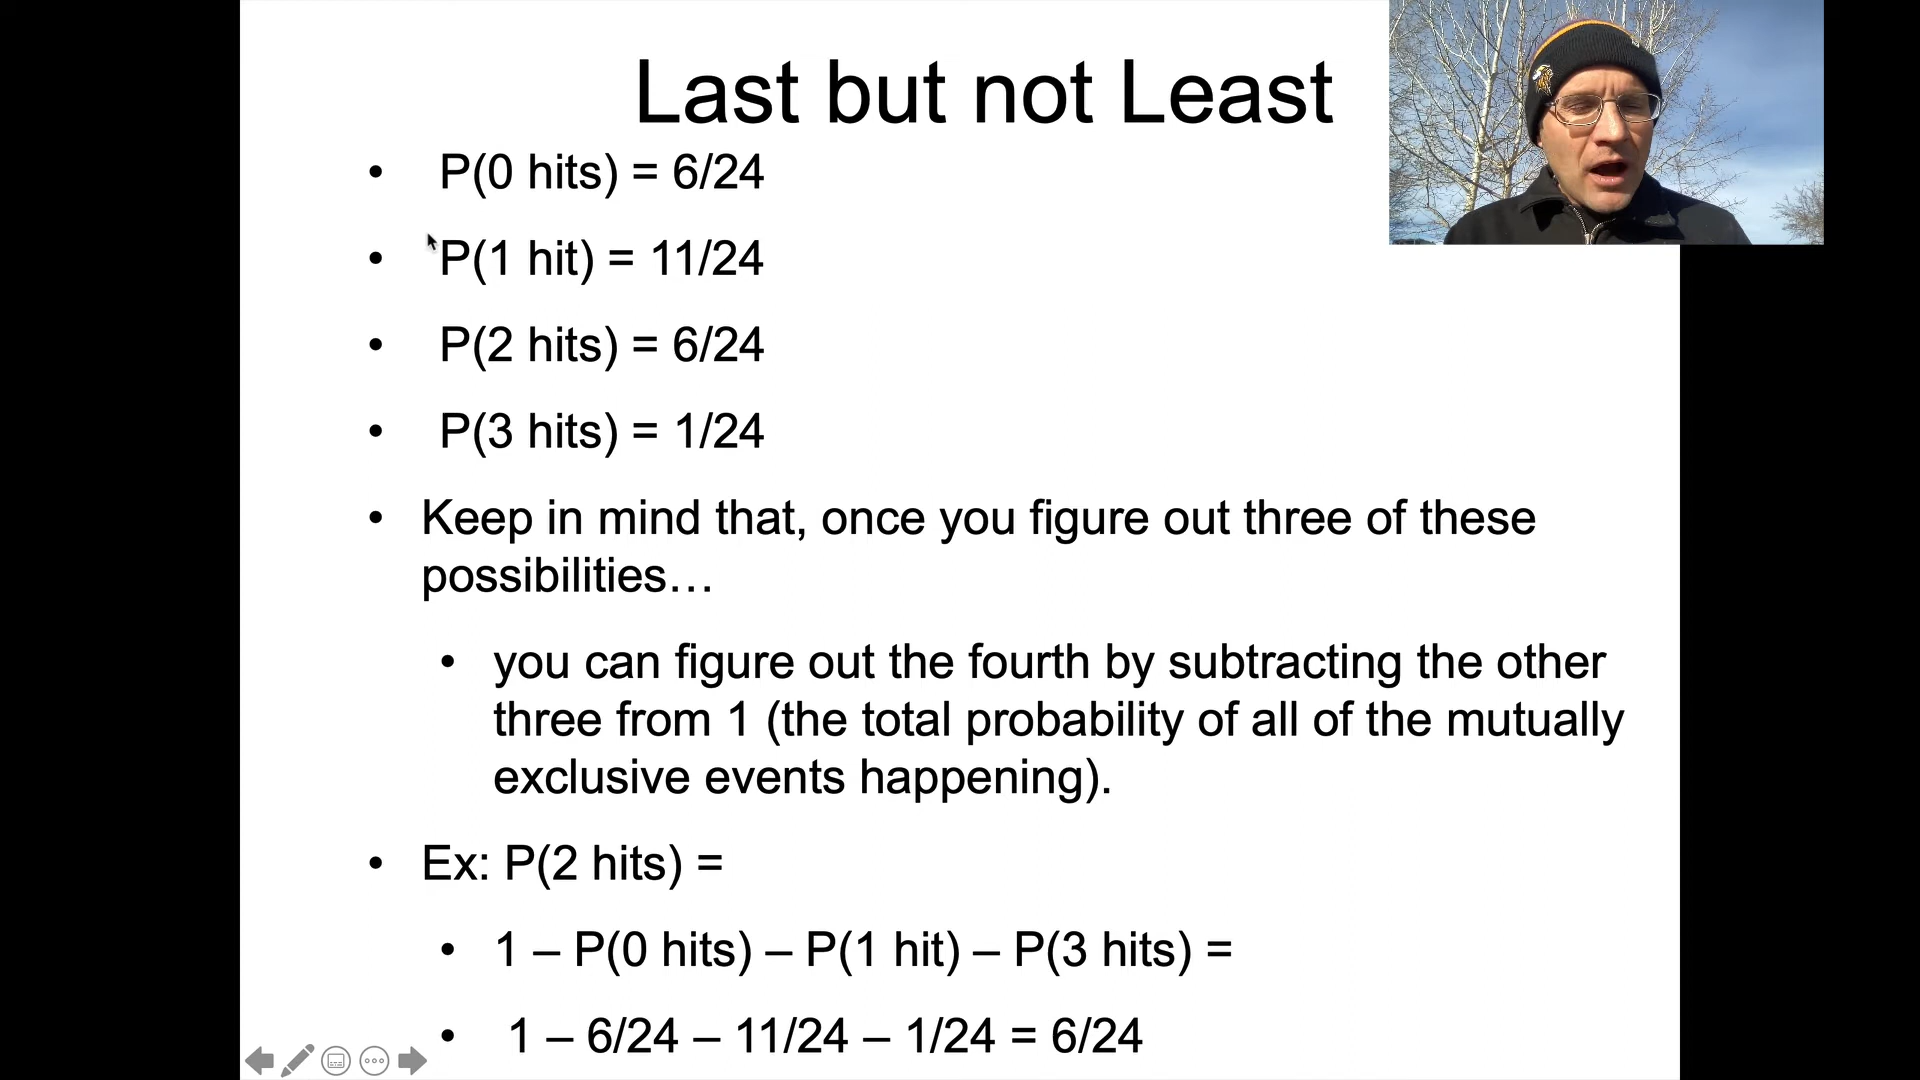 Last but not Least
• P(0 hits) = 6/24
• P(1 hit) = 11/24
• P(2 hits) = 6/24
• P(3 hits) = 1/24
• Keep in mind that, once you figure out three of these
possibilities…
• you can figure out the fourth by subtracting the other
three from 1 (the total probability of all of the mutually
exclusive events happening).
• Ex: P(2 hits) =
• 1 – P(0 hits) – P(1 hit) – P(3 hits) =
• 1 – 6/24 – 11/24 – 1/24 = 6/24